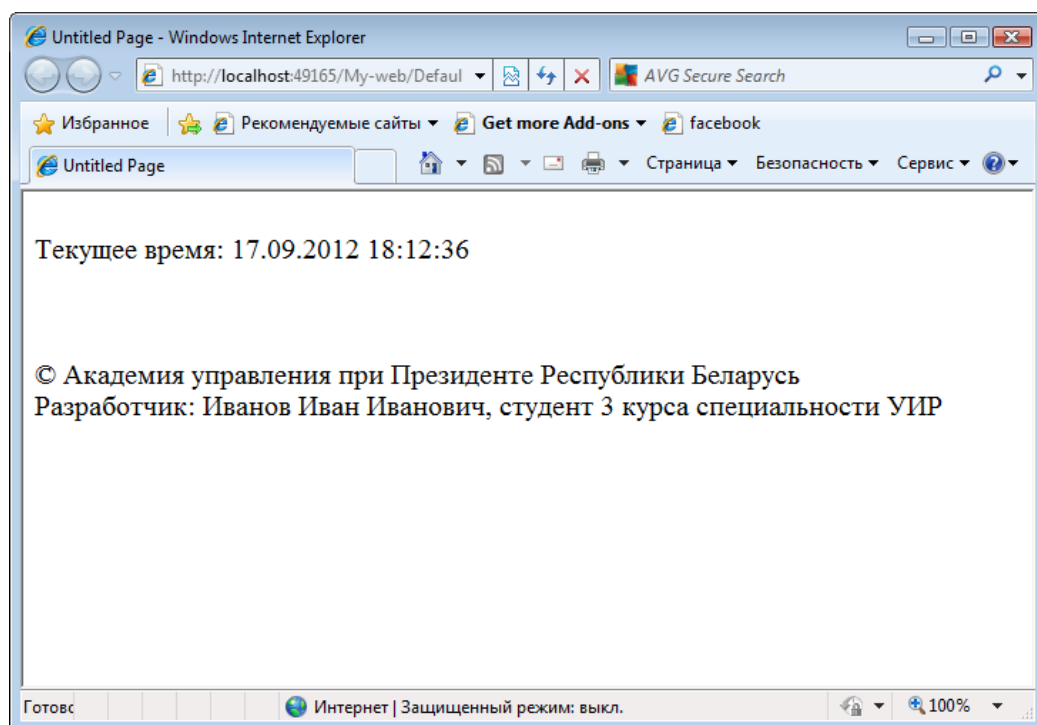 Untitled Page - Windows Internet Explorer
http://localhost:49165/My-web/Defaul
AVG Secure Search
Избранное Рекомендуемые сайты Get more Add-ons facebook
Untitled Page Страница Безопасность Сервис
Текущее время: 17.09.2012 18:12:36
© Академия управления при Президенте Республики Беларусь
Разработчик: Иванов Иван Иванович, студент 3 курса специальности УИР
Готовс Интернет | Защищенный режим: выкл. 100%